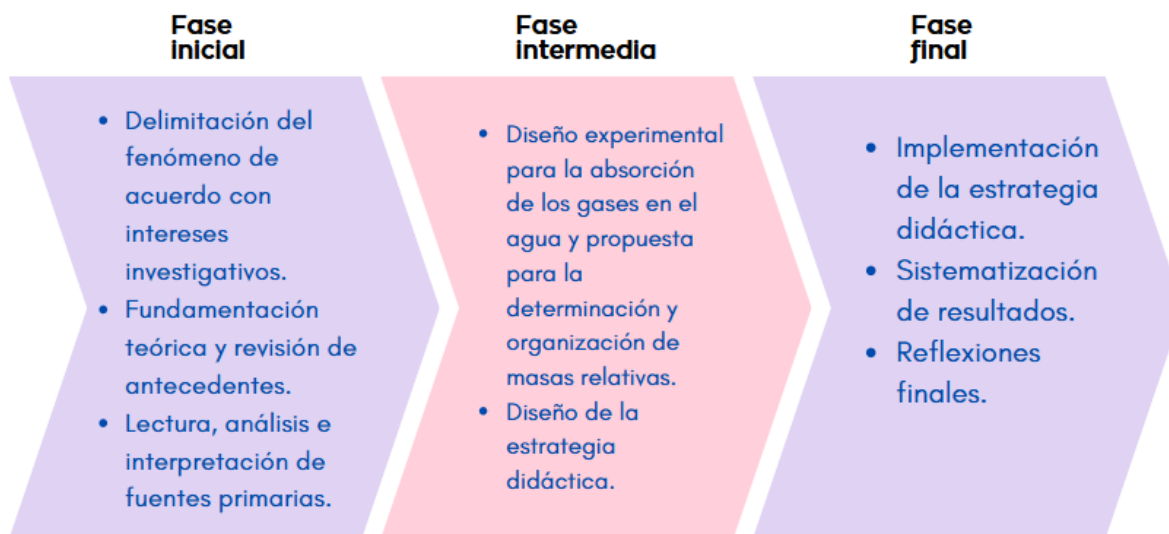 Fase
inicial
• Delimitación del
fenómeno de
acuerdo con
intereses
investigativos.
• Fundamentación
teórica y revisión de
antecedentes.
• Lectura, análisis e
interpretación de
fuentes primarias.
Fase
intermedia
• Diseño experimental
para la absorción
de los gases en el
agua y propuesta
para la
determinación y
organización de
masas relativas.
• Diseño de la
estrategia
didáctica.
Fase
final
• Implementación
de la estrategia
didáctica.
• Sistematización
de resultados.
• Reflexiones
finales.